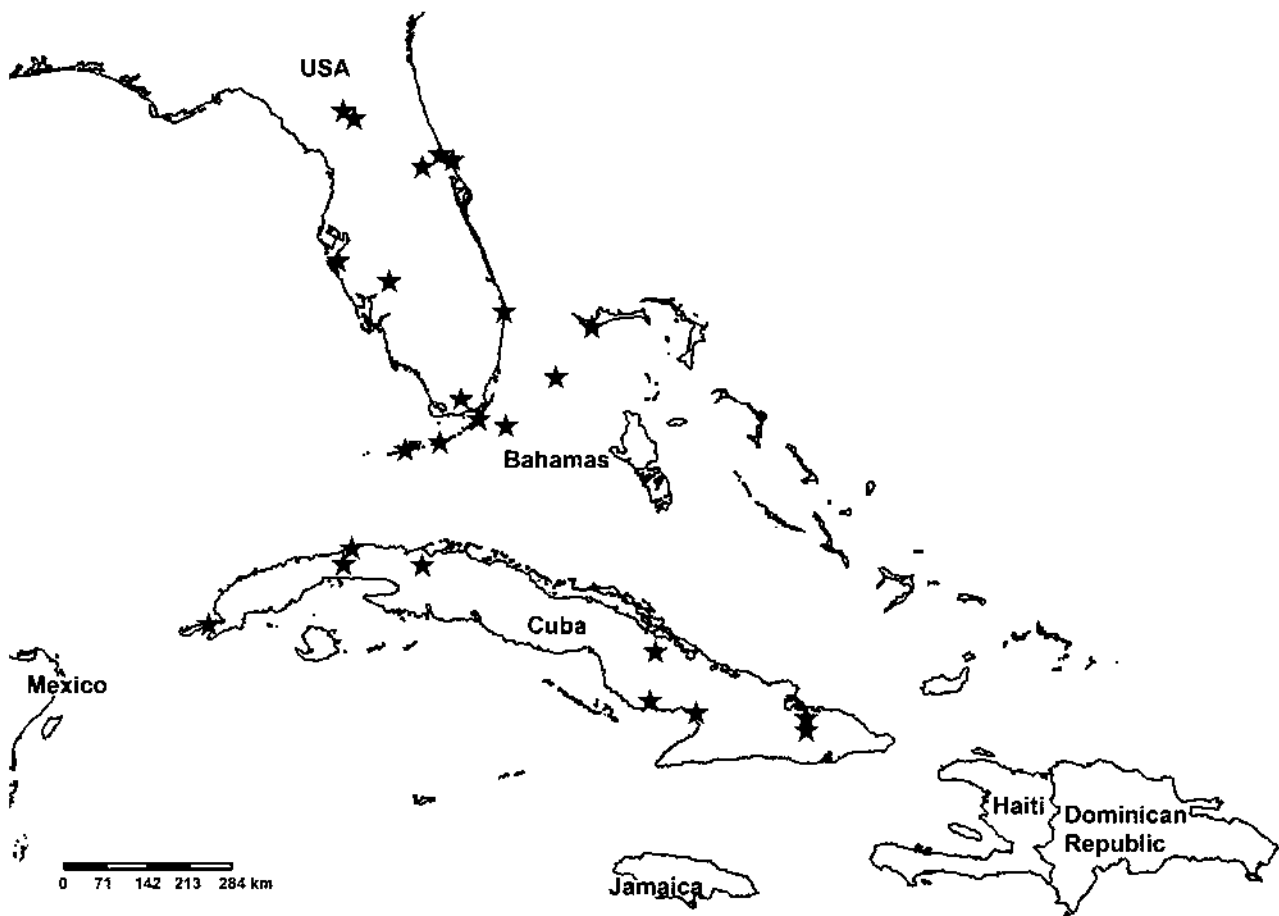 USA
Bahamas
Cuba
Mexico
Haiti
Dominican
Republic
Jamaica
0 71 142 213 284 km